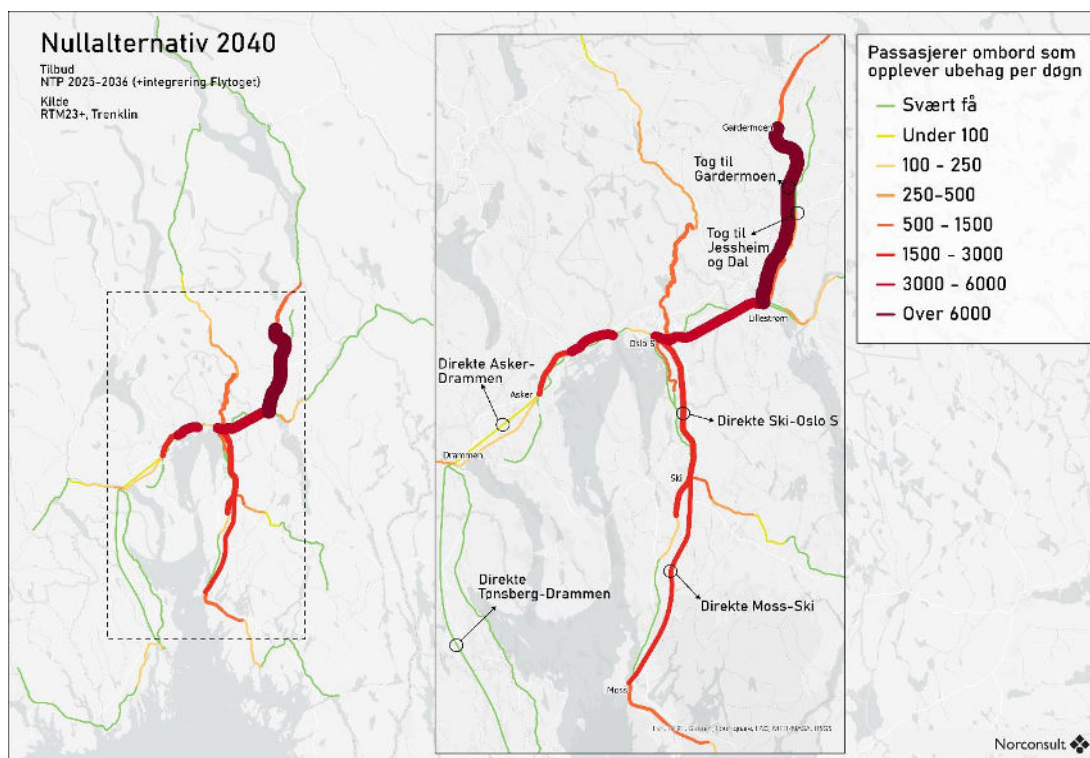 Nullalternativ 2040
Tilbud
NTP 2025-2036 (+integrering Flytoget)
Kilde
RTM23+, Trenklin
Gardermoen
Tog til
Gardermoen
Tog til
Jessheim
og Dal
Lillestrøm
Oslo S
Direkte Asker-
Drammen
Asker
Drammen
Direkte Ski-Oslo S
Ski
Direkte
Tønsberg-Drammen
Direkte Moss-Ski
Moss
Passasjerer ombord som
opplever ubehag per døgn
Svært få
Under 100
100 - 250
250-500
500 - 1500
1500 - 3000
3000 - 6000
Over 6000
Norconsult